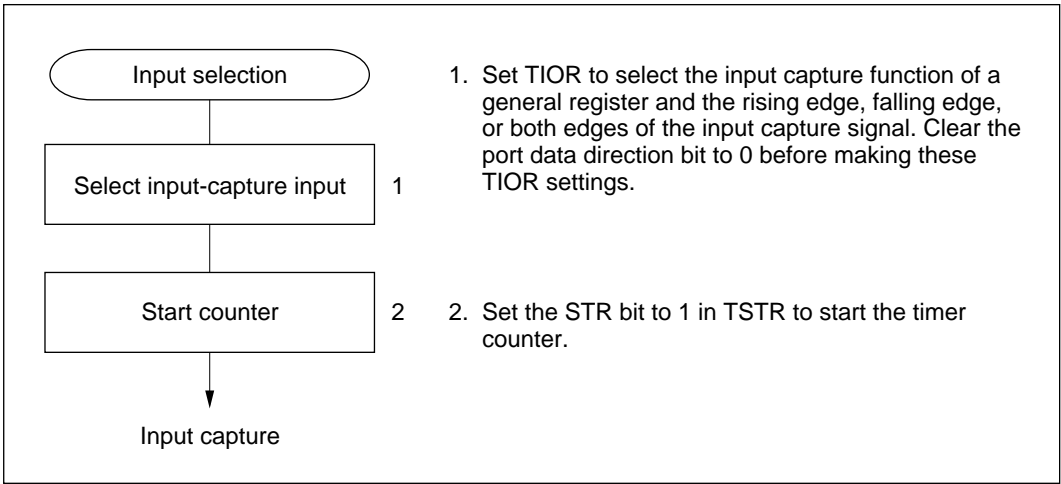 Input selection
Select input-capture input
1
Start counter
2
Input capture
1. Set TIOR to select the input capture function of a
general register and the rising edge, falling edge,
or both edges of the input capture signal. Clear the
port data direction bit to 0 before making these
TIOR settings.
2. Set the STR bit to 1 in TSTR to start the timer
counter.